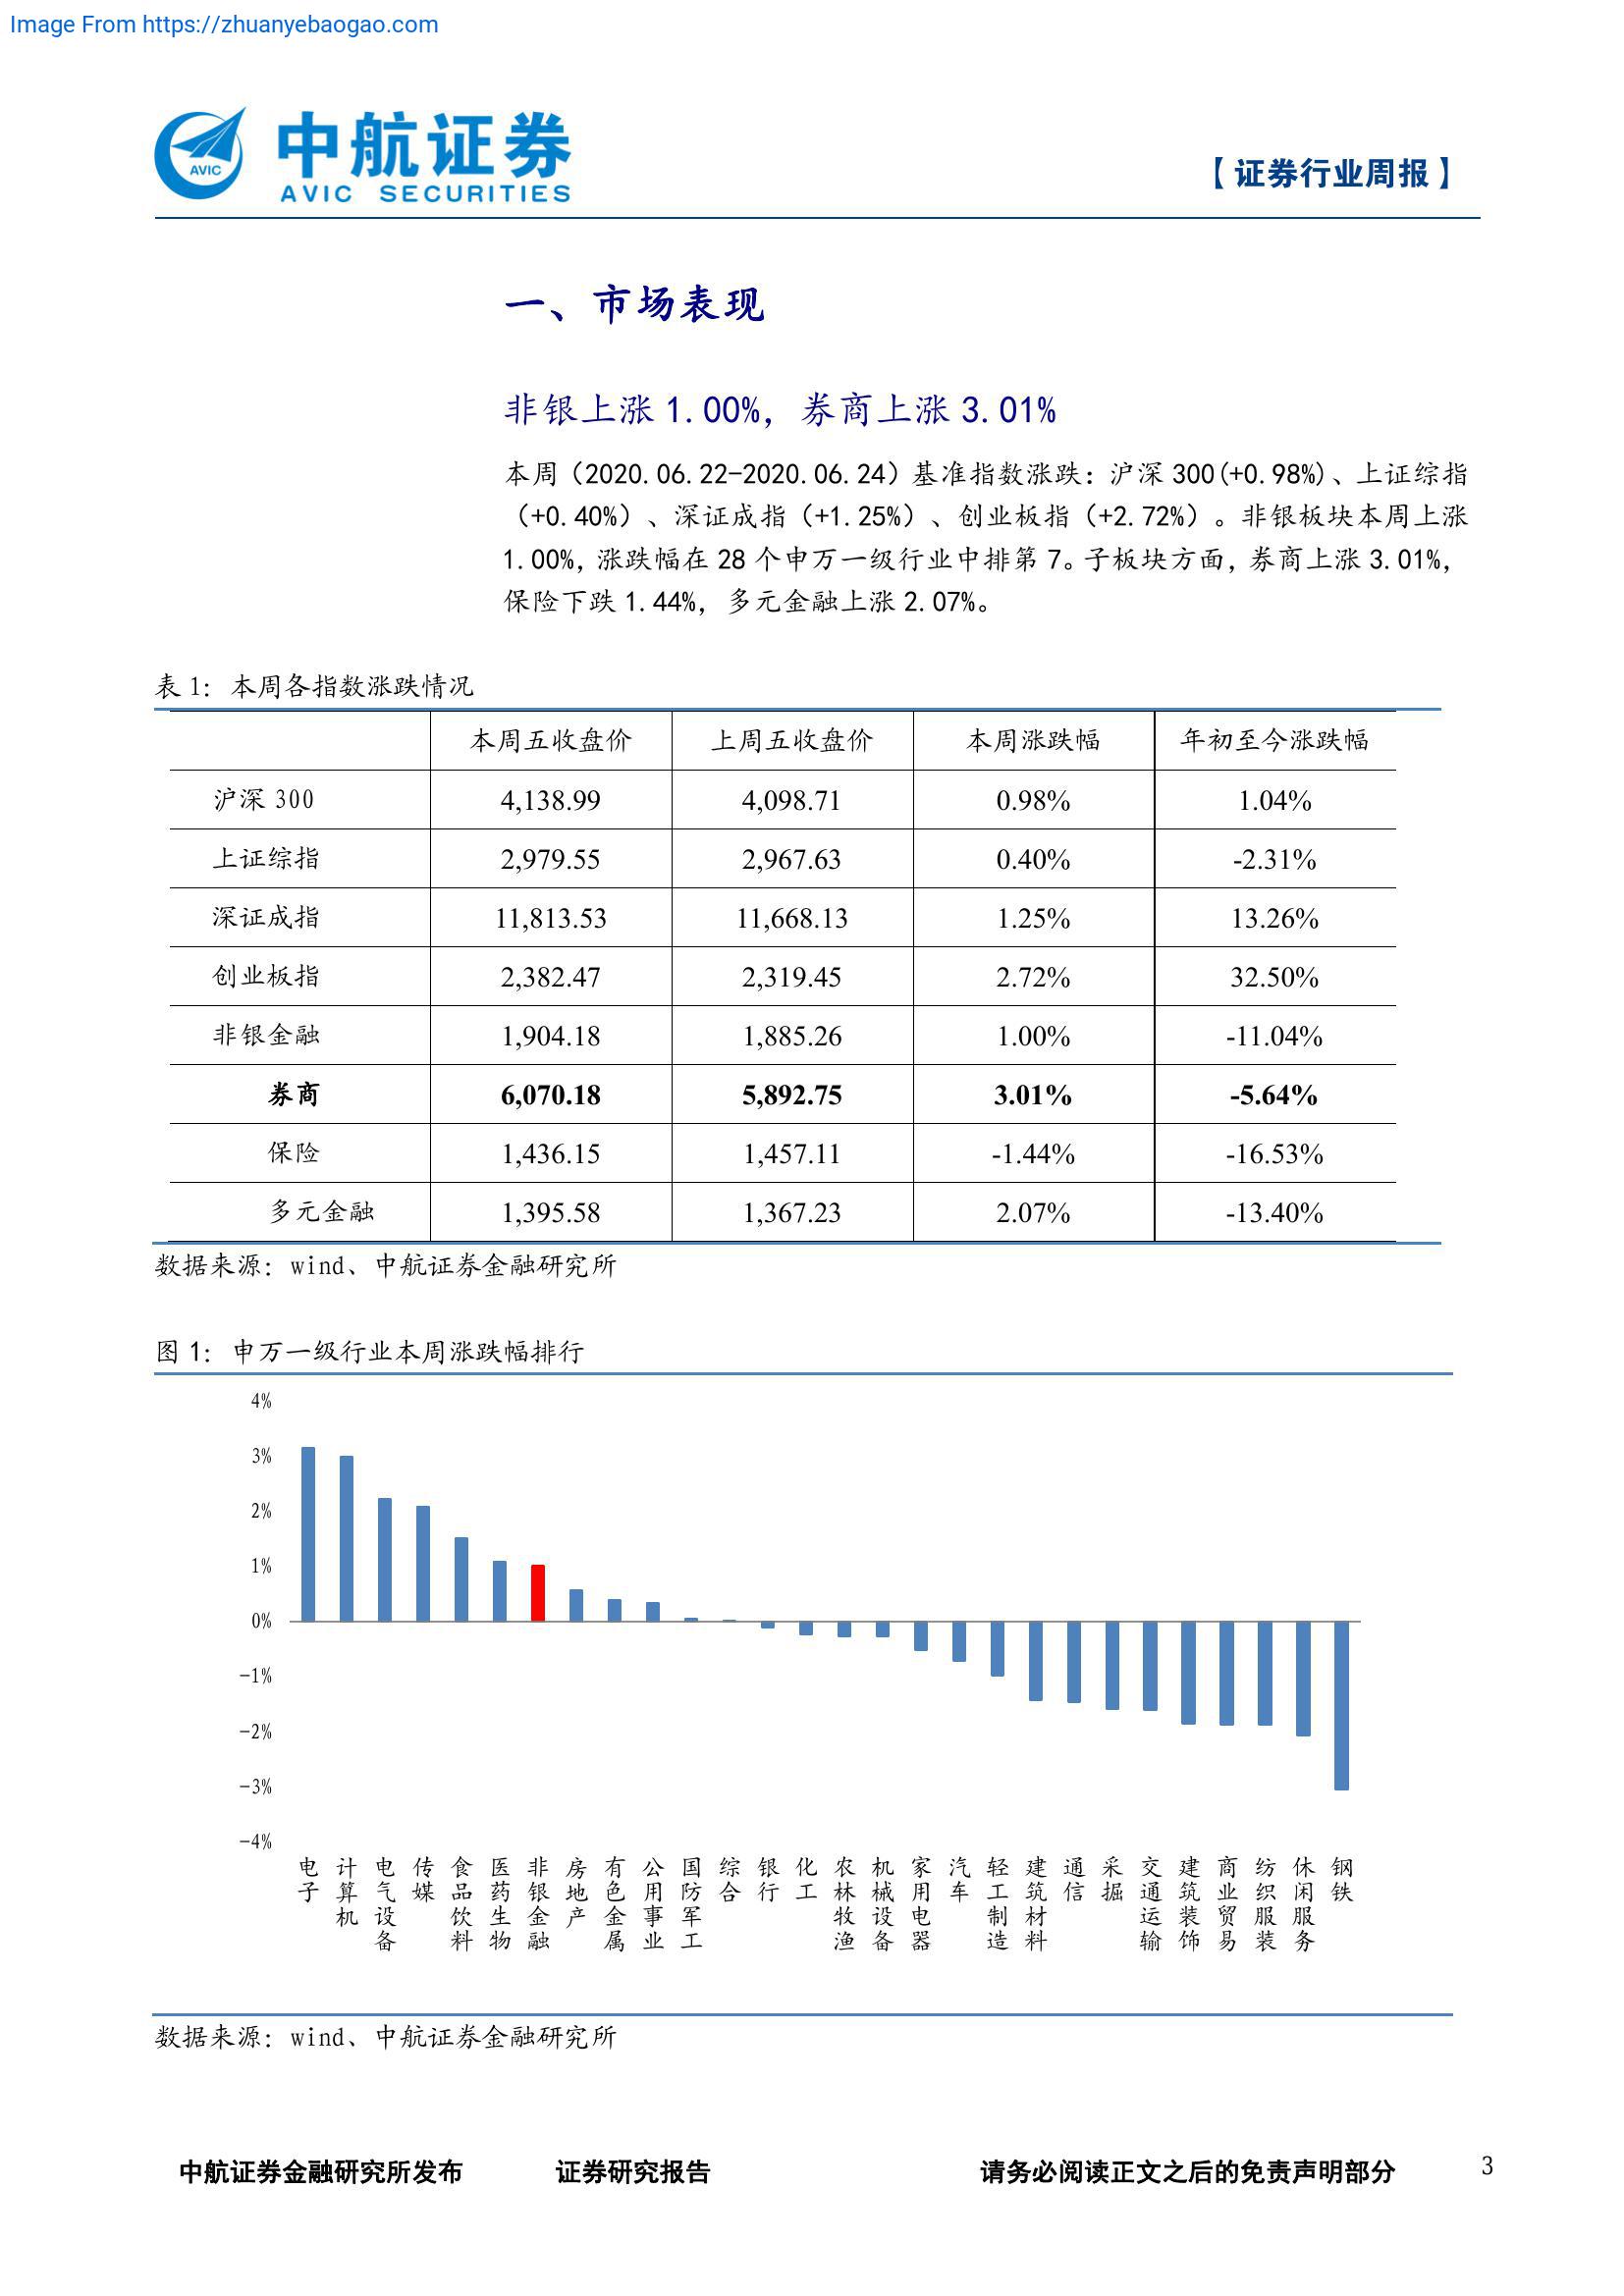 Image From https://zhuanyebaogao.com
AVIC
中航证券
AVIC SECURITIES
【证券行业周报】
一、市场表现
非银上涨 1.00%，券商上涨 3.01%
本周（2020.06.22-2020.06.24）基准指数涨跌：沪深 300(+0.98%)、上证综指
（+0.40%）、深证成指（+1.25%）、创业板指（+2.72%）。非银板块本周上涨
1.00%，涨跌幅在 28 个申万一级行业中排第 7。子板块方面，券商上涨 3.01%，
保险下跌 1.44%，多元金融上涨 2.07%。
表 1：本周各指数涨跌情况
本周五收盘价 上周五收盘价 本周涨跌幅 年初至今涨跌幅
沪深 300 4,138.99 4,098.71 0.98% 1.04%
上证综指 2,979.55 2,967.63 0.40% -2.31%
深证成指 11,813.53 11,668.13 1.25% 13.26%
创业板指 2,382.47 2,319.45 2.72% 32.50%
非银金融 1,904.18 1,885.26 1.00% -11.04%
券商 6,070.18 5,892.75 3.01% -5.64%
保险 1,436.15 1,457.11 -1.44% -16.53%
多元金融 1,395.58 1,367.23 2.07% -13.40%
数据来源：wind、中航证券金融研究所
图 1：申万一级行业本周涨跌幅排行
4%
3%
2%
1%
0%
-1%
-2%
-3%
-4%
电子
计算机
电气设备
传媒
食品饮料
医药生物
非银金融
房地产
有色金属
公用事业
国防军工
综合
银行
化工
农林牧渔
机械设备
家用电器
汽车
轻工制造
建筑材料
通信
采掘
交通运输
建筑装饰
商业贸易
纺织服装
休闲服务
钢铁
数据来源：wind、中航证券金融研究所
中航证券金融研究所发布 证券研究报告 请务必阅读正文之后的免责声明部分 3